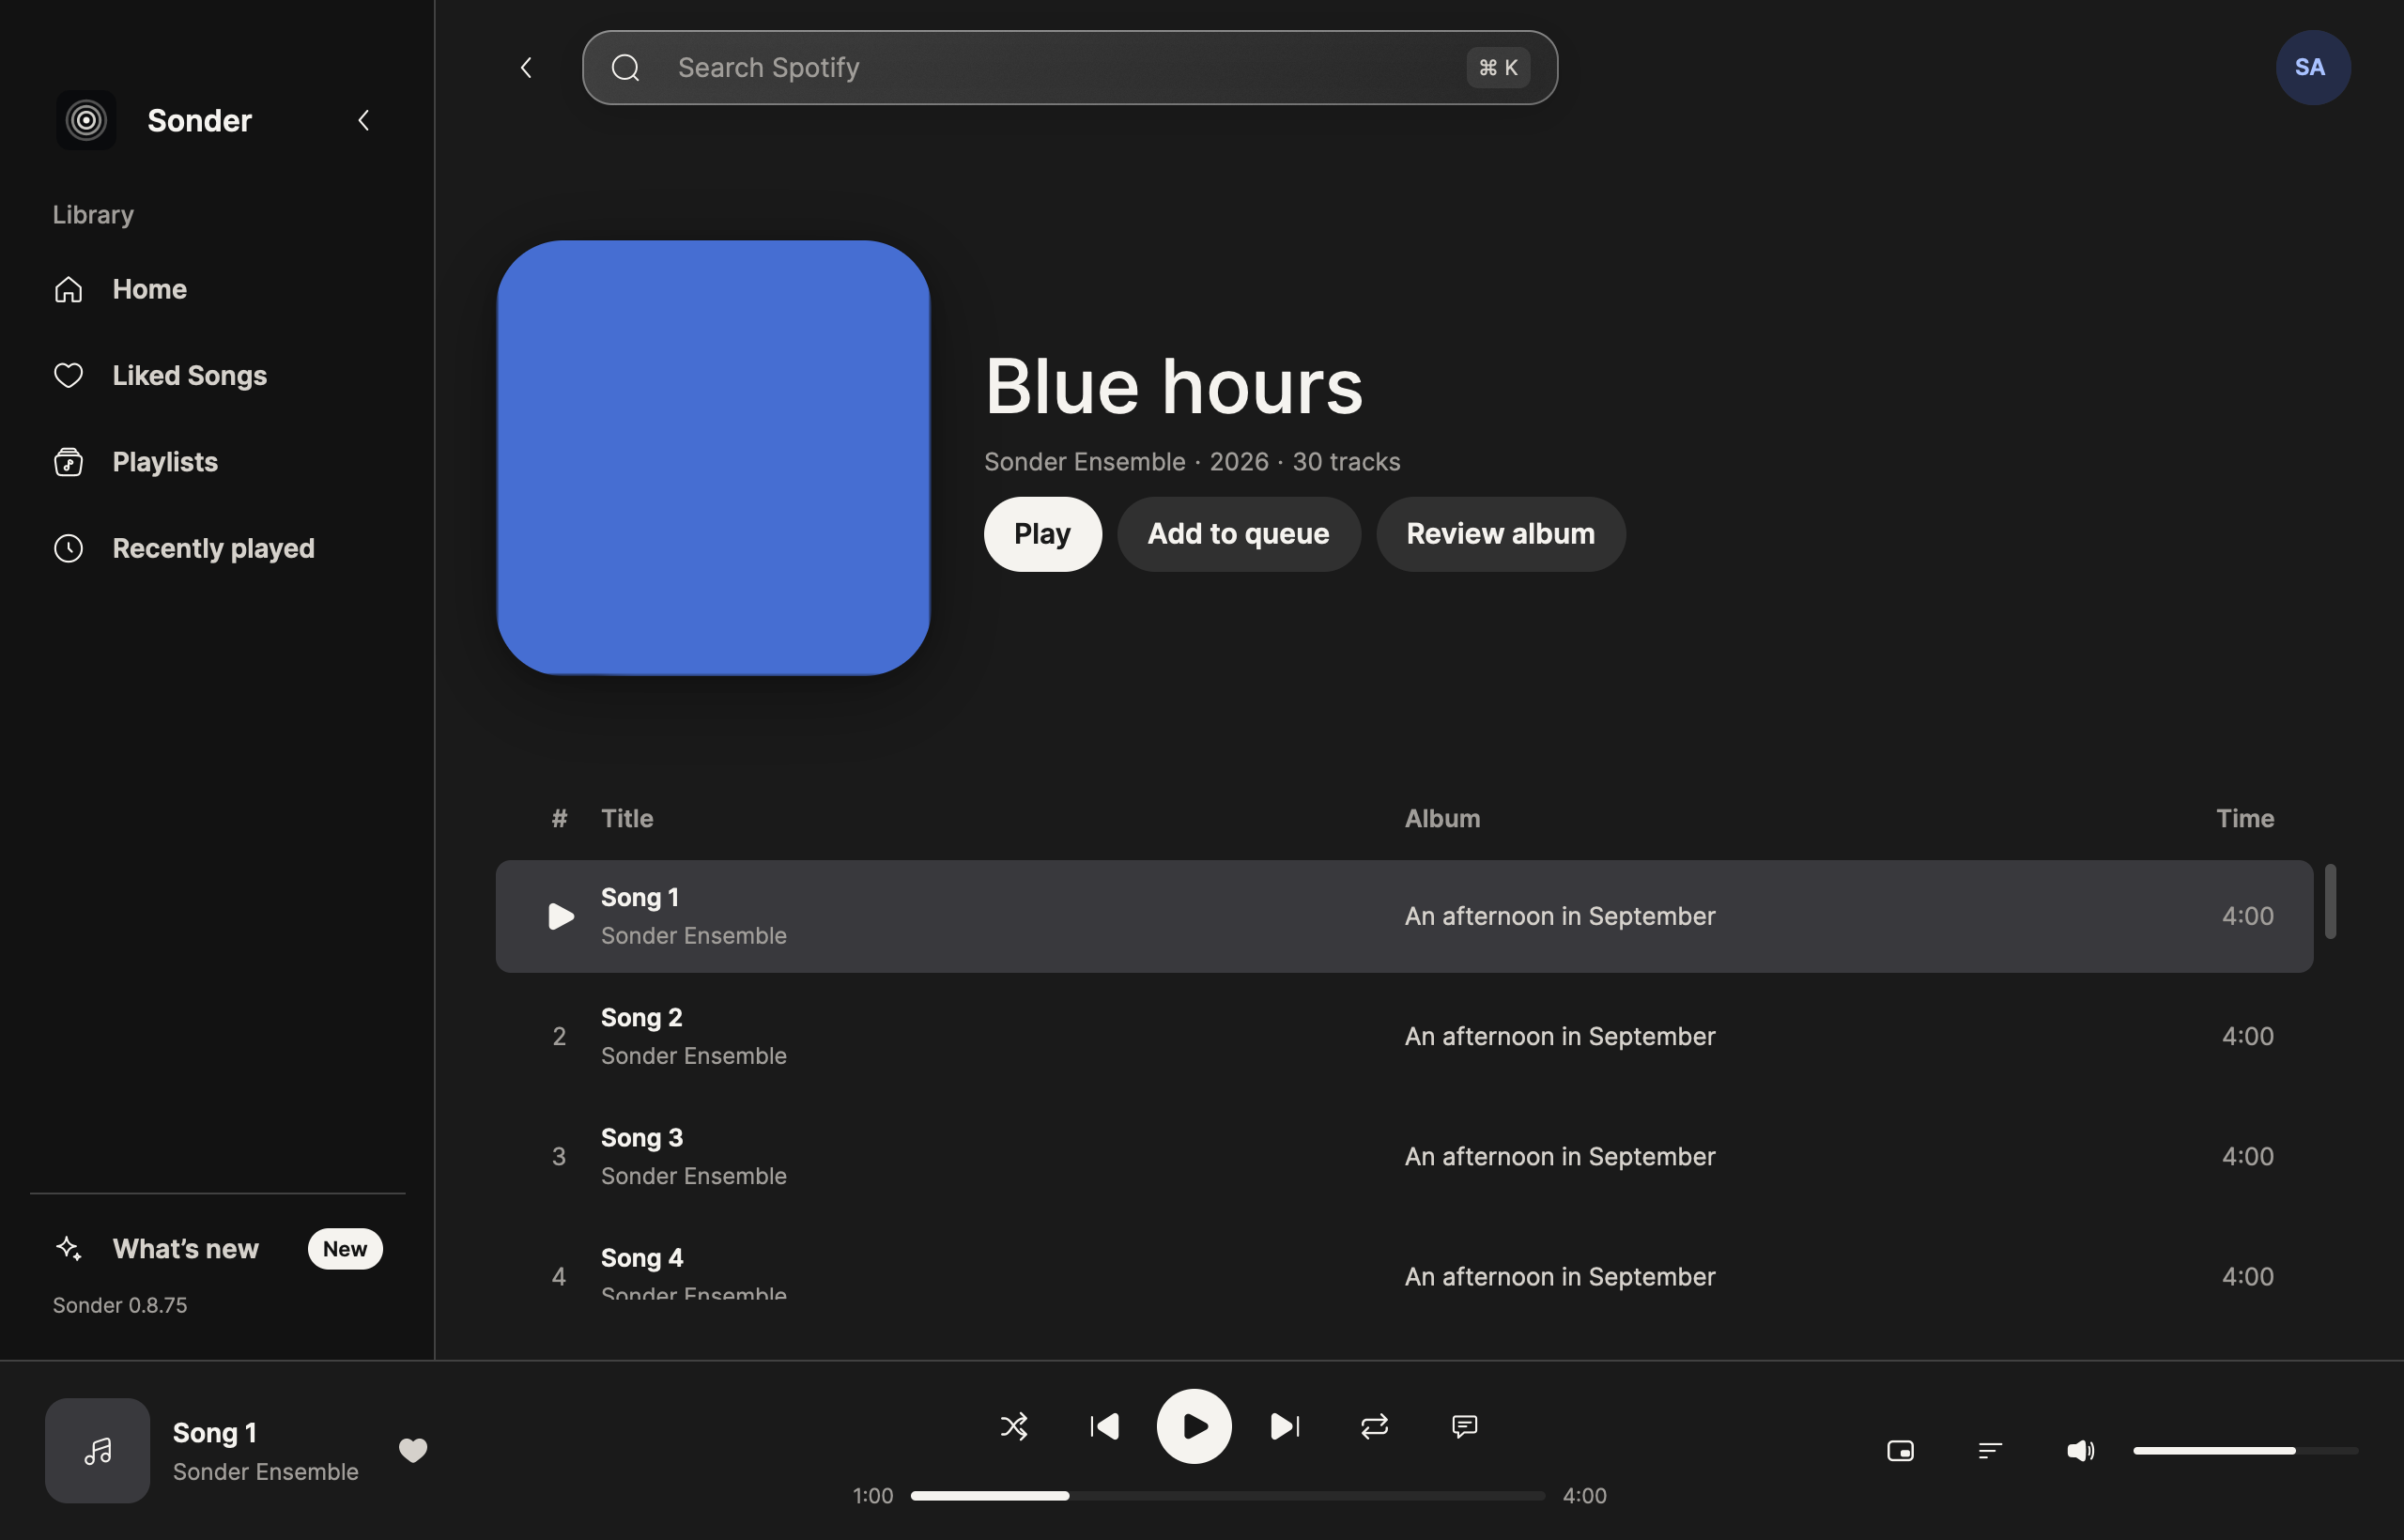 Search Spotify
⌘ K
SA
Sonder
Library
Home
Liked Songs
Playlists
Recently played
Blue hours
Sonder Ensemble · 2026 · 30 tracks
Play
Add to queue
Review album
# Title Album Time
Song 1
Sonder Ensemble
An afternoon in September
4:00
2
Song 2
Sonder Ensemble
An afternoon in September
4:00
3
Song 3
Sonder Ensemble
An afternoon in September
4:00
4
Song 4
Sonder Ensemble
An afternoon in September
4:00
What’s new
New
Sonder 0.8.75
Song 1
Sonder Ensemble
1:00
4:00